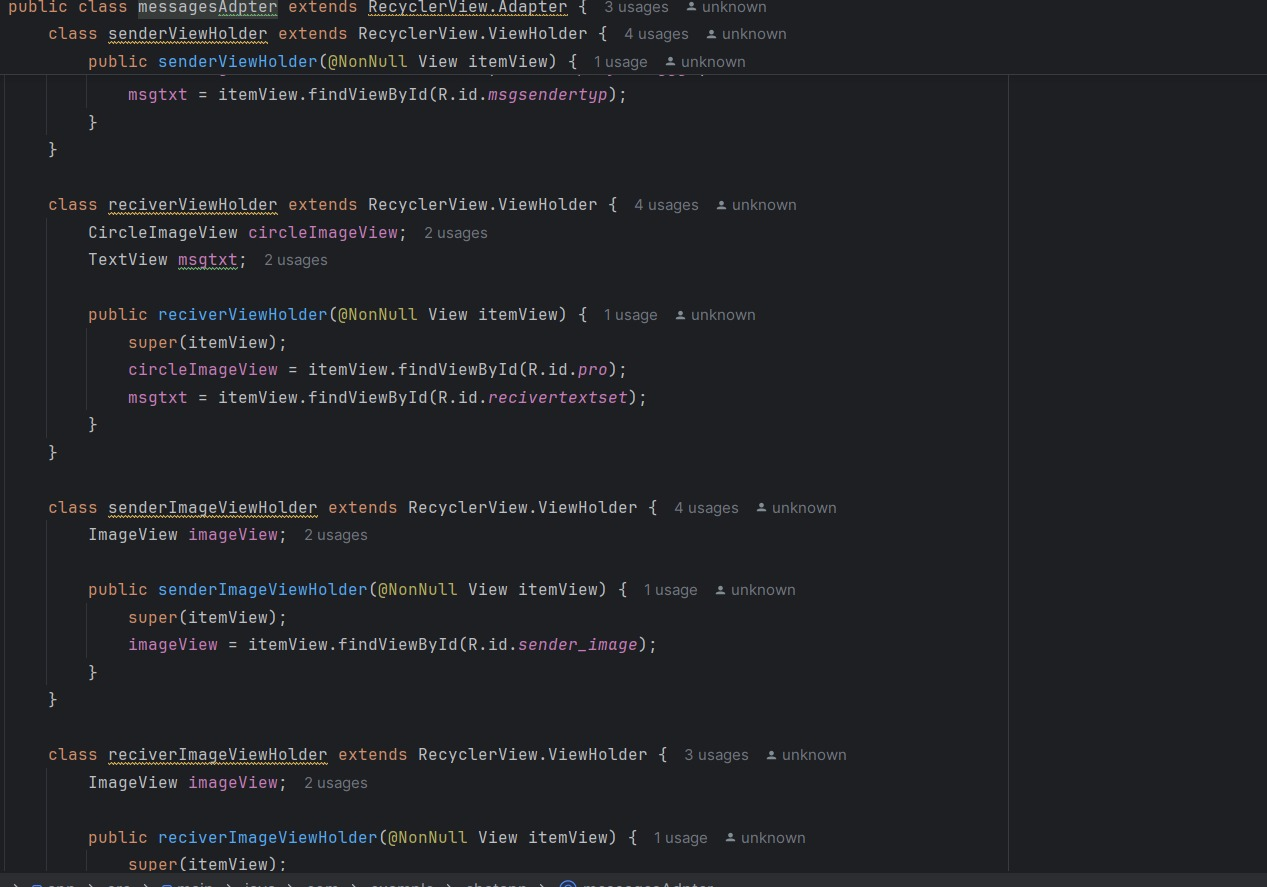 public class messagesAdpter extends RecyclerView.Adapter { 3 usages unknown
class senderViewHolder extends RecyclerView.ViewHolder { 4 usages unknown
public senderViewHolder(@NonNull View itemView) { 1 usage unknown
msgtxt = itemView.findViewById(R.id.msgsendertyp);
}
}
class reciverViewHolder extends RecyclerView.ViewHolder { 4 usages unknown
CircleImageView circleImageView; 2 usages
TextView msgtxt; 2 usages
public reciverViewHolder(@NonNull View itemView) { 1 usage unknown
super(itemView);
circleImageView = itemView.findViewById(R.id.pro);
msgtxt = itemView.findViewById(R.id.recivertextset);
}
}
class senderImageViewHolder extends RecyclerView.ViewHolder { 4 usages unknown
ImageView imageView; 2 usages
public senderImageViewHolder(@NonNull View itemView) { 1 usage unknown
super(itemView);
imageView = itemView.findViewById(R.id.sender_image);
}
}
class reciverImageViewHolder extends RecyclerView.ViewHolder { 3 usages unknown
ImageView imageView; 2 usages
public reciverImageViewHolder(@NonNull View itemView) { 1 usage unknown
super(itemView);